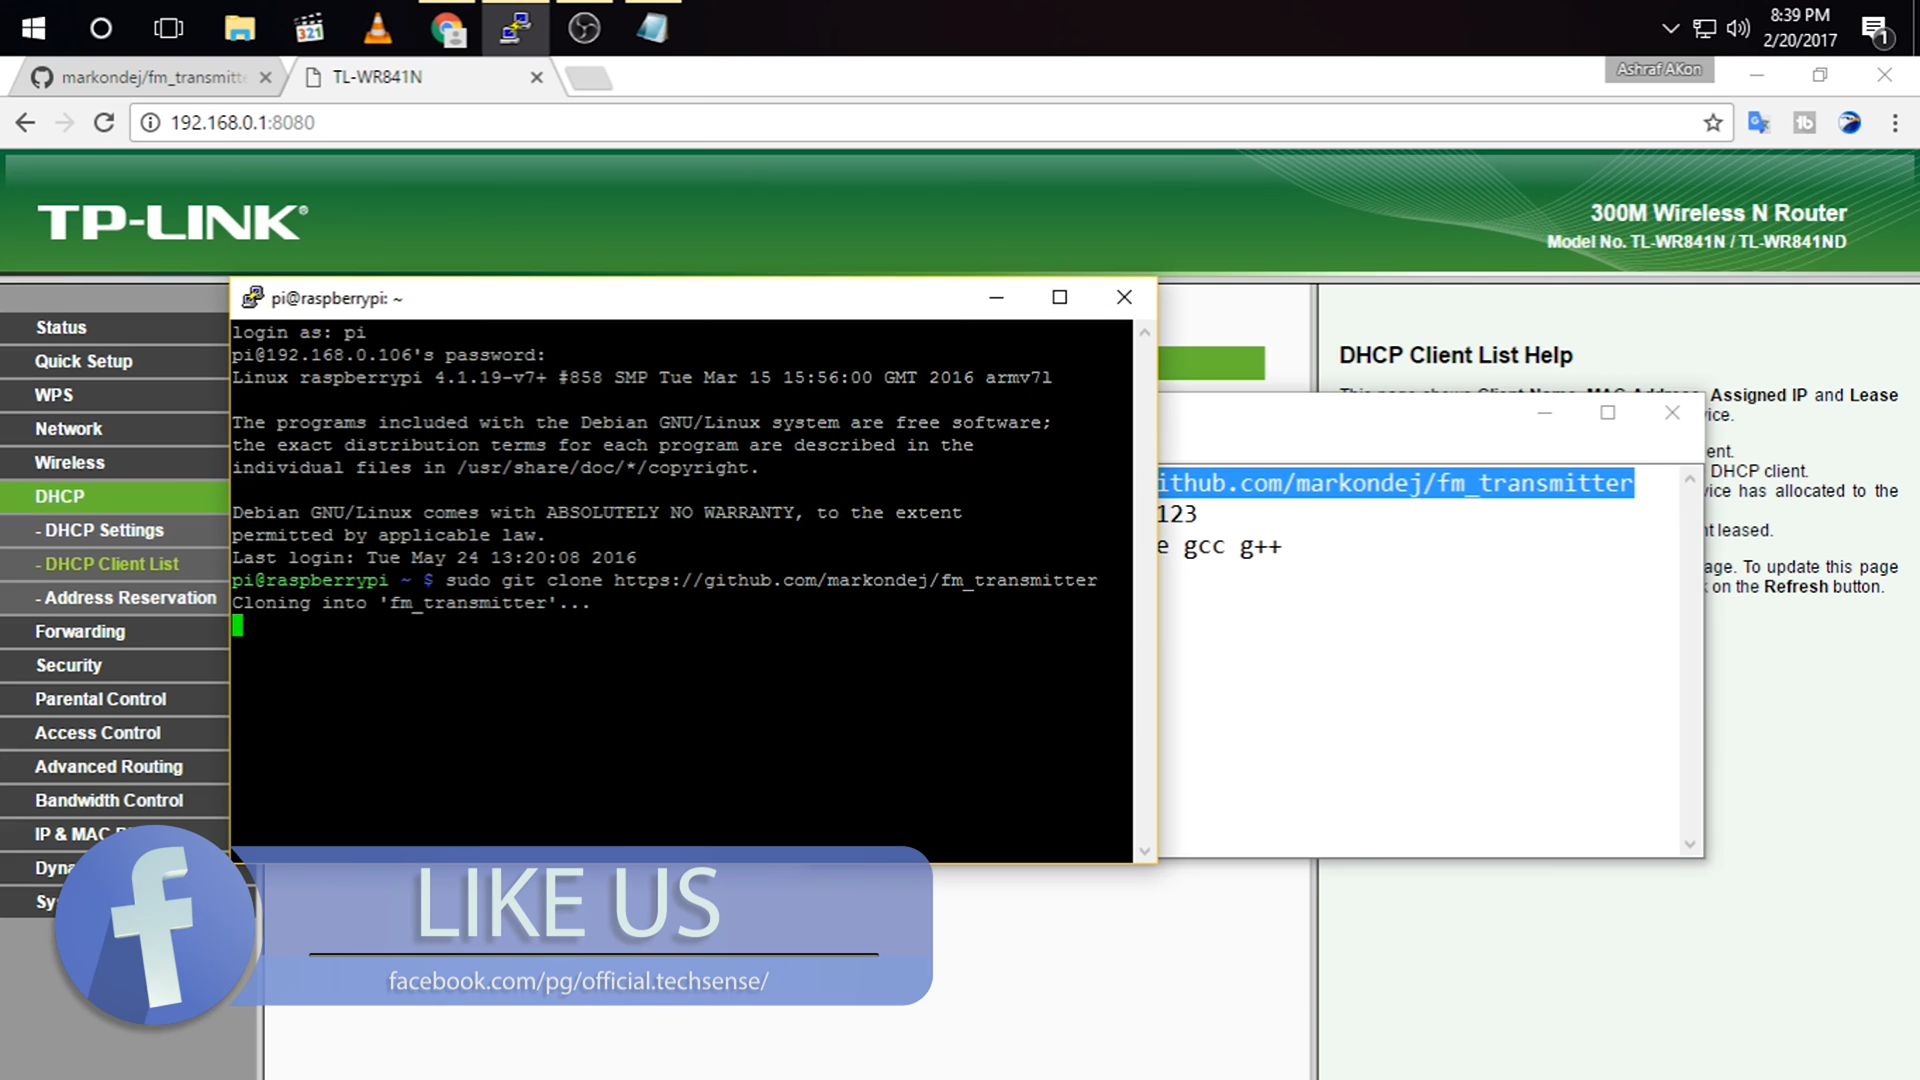 8:39 PM
2/20/2017
1
321
markondej/fm_transmitte
TL-WR841N
Ashraf AKon
192.168.0.1:8080
TP-LINK®
300M Wireless N Router
Model No. TL-WR841N / TL-WR841ND
Status
Quick Setup
WPS
Network
Wireless
DHCP
- DHCP Settings
- DHCP Client List
- Address Reservation
Forwarding
Security
Parental Control
Access Control
Advanced Routing
Bandwidth Control
IP & MAC
Dyna
Sy
pi@raspberrypi: ~
login as: pi
pi@192.168.0.106's password:
Linux raspberrypi 4.1.19-v7+ #858 SMP Tue Mar 15 15:56:00 GMT 2016 armv7l
The programs included with the Debian GNU/Linux system are free software;
the exact distribution terms for each program are described in the
individual files in /usr/share/doc/*/copyright.
Debian GNU/Linux comes with ABSOLUTELY NO WARRANTY, to the extent
permitted by applicable law.
Last login: Tue May 24 13:20:08 2016
pi@raspberrypi ~ $ sudo git clone https://github.com/markondej/fm_transmitter
Cloning into 'fm_transmitter'...
ithub.com/markondej/fm_transmitter
123
e gcc g++
DHCP Client List Help
Assigned IP and Lease
vice.
ent.
DHCP client.
vice has allocated to the
nt leased.
age. To update this page
on the Refresh button.
LIKE US
facebook.com/pg/official.techsense/